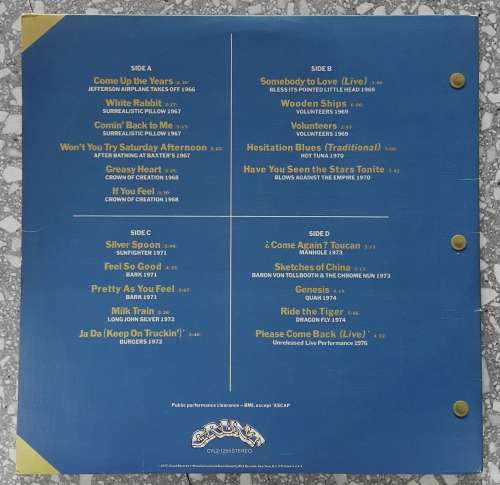 SIDE A
Come Up the Years
JEFFERSON AIRPLANE TAKES OFF 1966
White Rabbit
SURREALISTIC PILLOW 1967
Comin' Back to Me
SURREALISTIC PILLOW 1967
Won't You Try Saturday Afternoon
AFTER BATHING AT BAXTER'S 1967
Greasy Heart
CROWN OF CREATION 1968
If You Feel
CROWN OF CREATION 1968
SIDE B
Somebody to Love (Live)
BLESS ITS POINTED LITTLE HEAD 1969
Wooden Ships
VOLUNTEERS 1969
Volunteers
VOLUNTEERS 1969
Hesitation Blues (Traditional)
HOT TUNA 1970
Have You Seen the Stars Tonite
BLOWS AGAINST THE EMPIRE 1970
SIDE C
Silver Spoon
SUNFIGHTER 1971
Feel So Good
BARK 1971
Pretty As You Feel
BARK 1971
Milk Train
LONG JOHN SILVER 1972
Ja Da (Keep On Truckin')*
BURGERS 1972
SIDE D
¿Come Again? Toucan
MANHOLE 1973
Sketches of China
BARON VON TOLLBOOTH & THE CHROME NUN 1973
Genesis
QUAH 1974
Ride the Tiger
DRAGON FLY 1974
Please Come Back (Live)*
Unreleased Live Performance 1976
Public performance clearance — BMI, except *ASCAP
GRUNT
CYL2-1255 STEREO